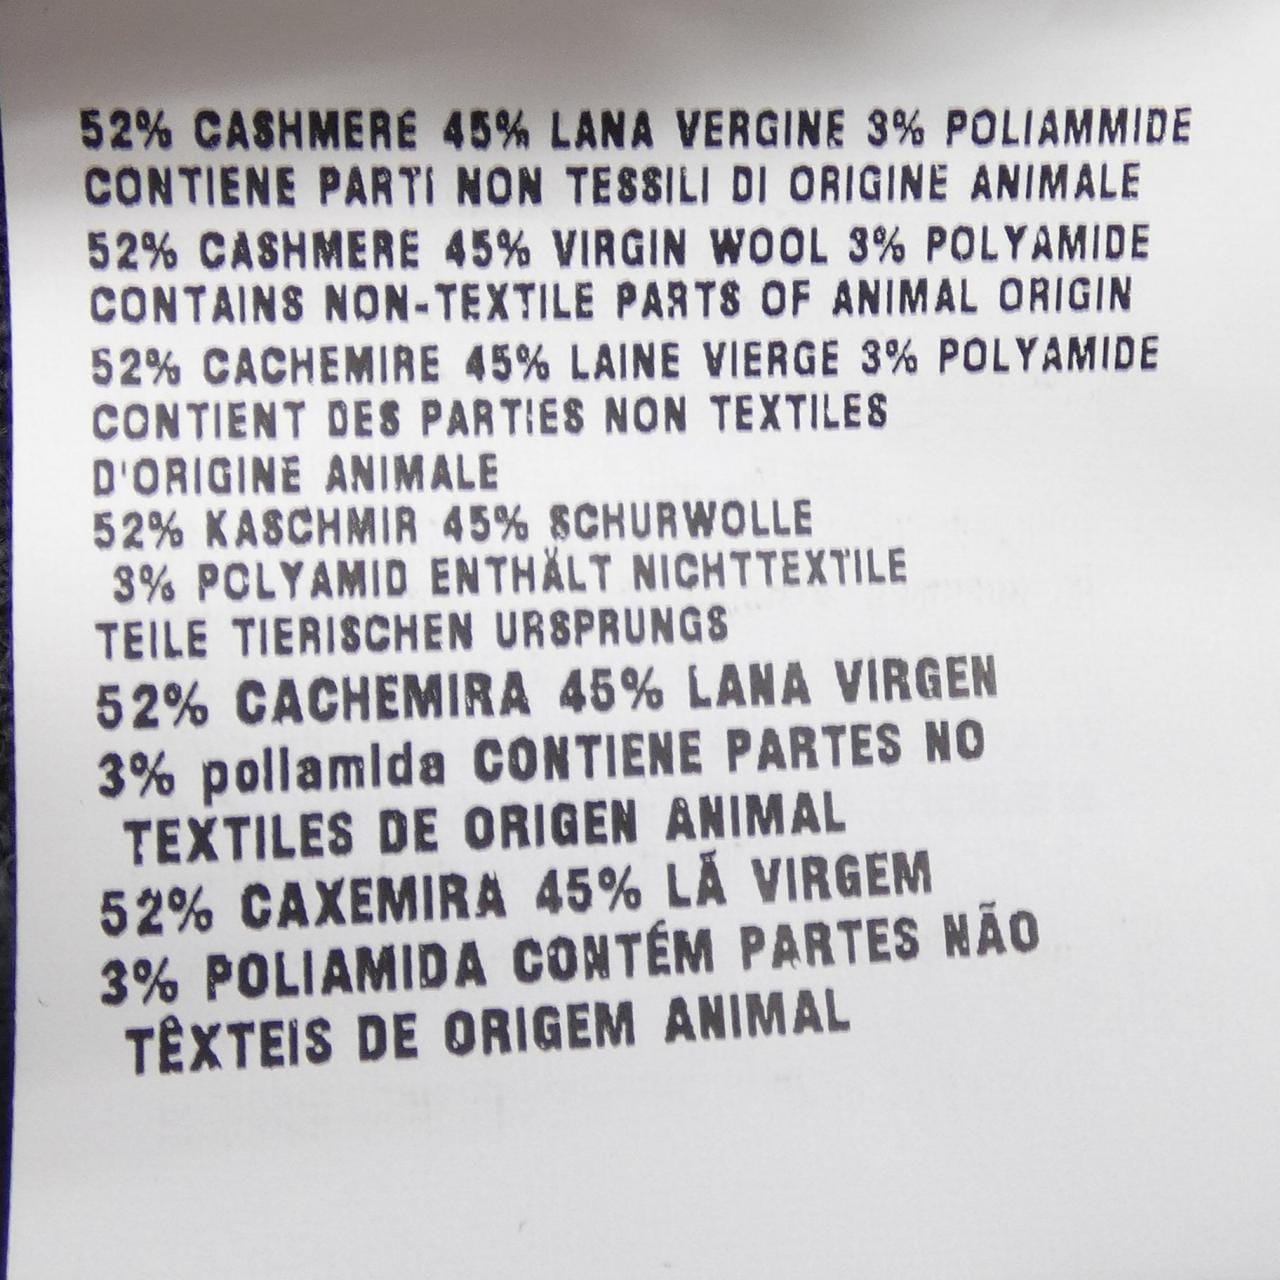 52% CASHMERE 45% LANA VERGINE 3% POLIAMMIDE
CONTIENE PARTI NON TESSILI DI ORIGINE ANIMALE
52% CASHMERE 45% VIRGIN WOOL 3% POLYAMIDE
CONTAINS NON-TEXTILE PARTS OF ANIMAL ORIGIN
52% CACHEMIRE 45% LAINE VIERGE 3% POLYAMIDE
CONTIENT DES PARTIES NON TEXTILES
D'ORIGINE ANIMALE
52% KASCHMIR 45% SCHURWOLLE
3% POLYAMID ENTHÄLT NICHTTEXTILE
TEILE TIERISCHEN URSPRUNGS
52% CACHEMIRA 45% LANA VIRGEN
3% poliamida CONTIENE PARTES NO
TEXTILES DE ORIGEN ANIMAL
52% CAXEMIRA 45% LÃ VIRGEM
3% POLIAMIDA CONTÉM PARTES NÃO
TÊXTEIS DE ORIGEM ANIMAL